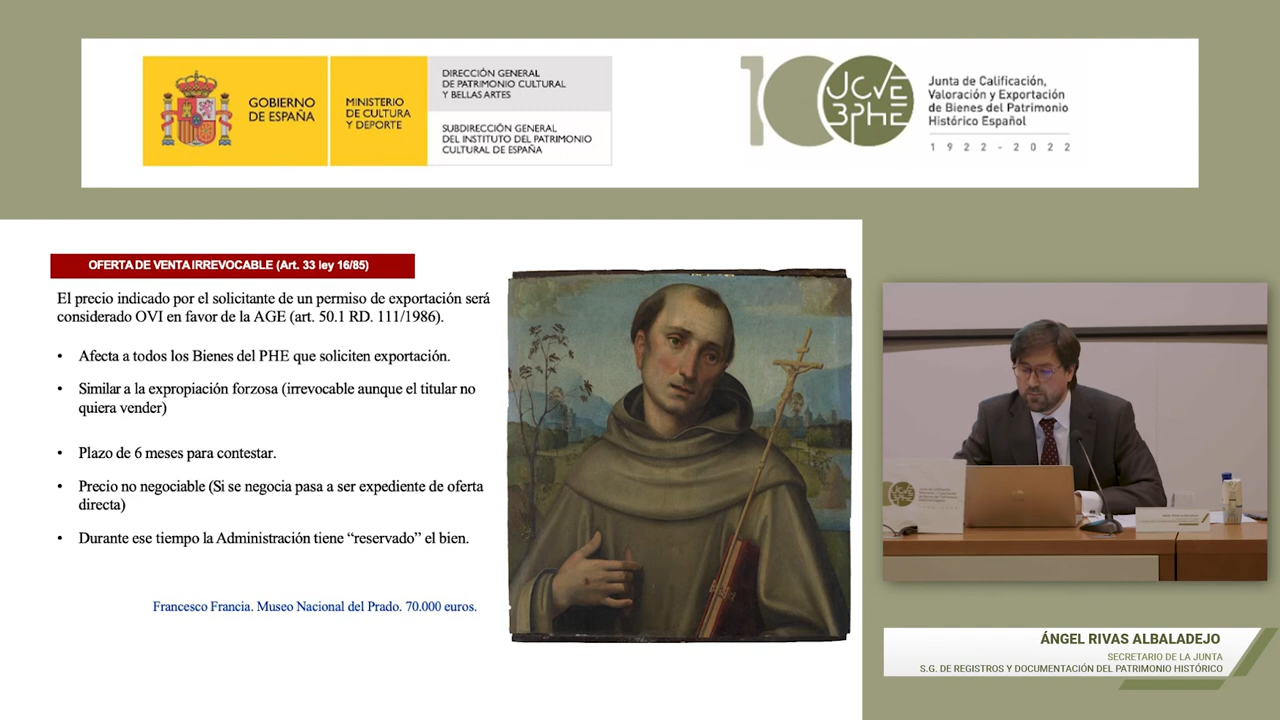 GOBIERNO
DE ESPAÑA
MINISTERIO
DE CULTURA
Y DEPORTE
DIRECCIÓN GENERAL
DE PATRIMONIO CULTURAL
Y BELLAS ARTES
SUBDIRECCIÓN GENERAL
DEL INSTITUTO DEL PATRIMONIO
CULTURAL DE ESPAÑA
100
JCVE
BPHE
Junta de Calificación,
Valoración y Exportación
de Bienes del Patrimonio
Histórico Español
1922-2022
OFERTA DE VENTA IRREVOCABLE (Art. 33 ley 16/85)
El precio indicado por el solicitante de un permiso de exportación será
considerado OVI en favor de la AGE (art. 50.1 RD. 111/1986).
• Afecta a todos los Bienes del PHE que soliciten exportación.
• Similar a la expropiación forzosa (irrevocable aunque el titular no
quiera vender)
• Plazo de 6 meses para contestar.
• Precio no negociable (Si se negocia pasa a ser expediente de oferta
directa)
• Durante ese tiempo la Administración tiene “reservado” el bien.
Francesco Francia. Museo Nacional del Prado. 70.000 euros.
ÁNGEL RIVAS ALBALADEJO
SECRETARIO DE LA JUNTA
S.G. DE REGISTROS Y DOCUMENTACIÓN DEL PATRIMONIO HISTÓRICO